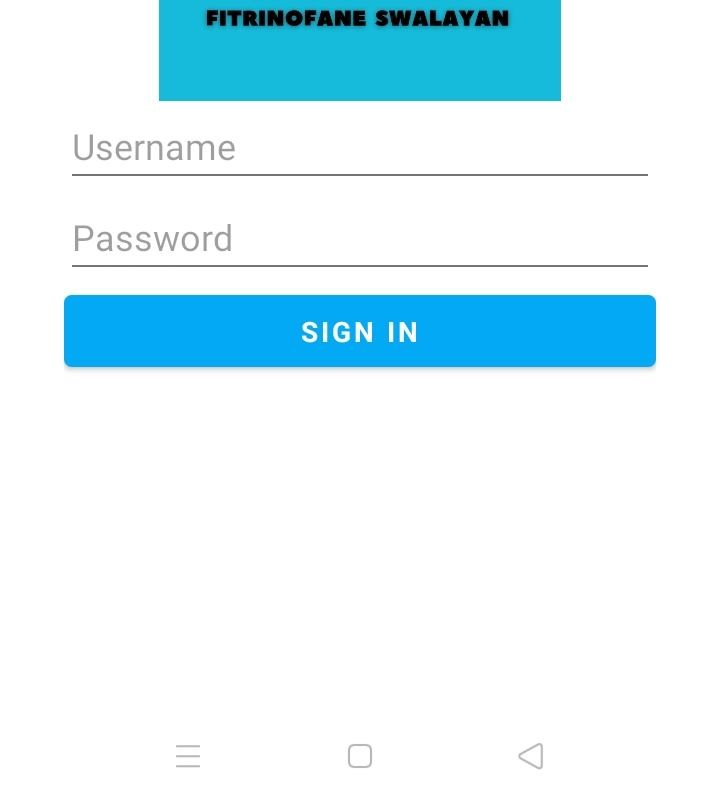 FITRINOFANE SWALAYAN
Username
Password
SIGN IN